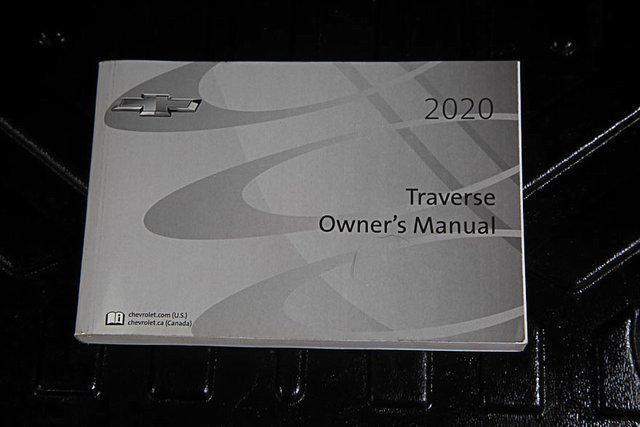 2020
Traverse
Owner's Manual
chevrolet.com (U.S.)
chevrolet.ca (Canada)